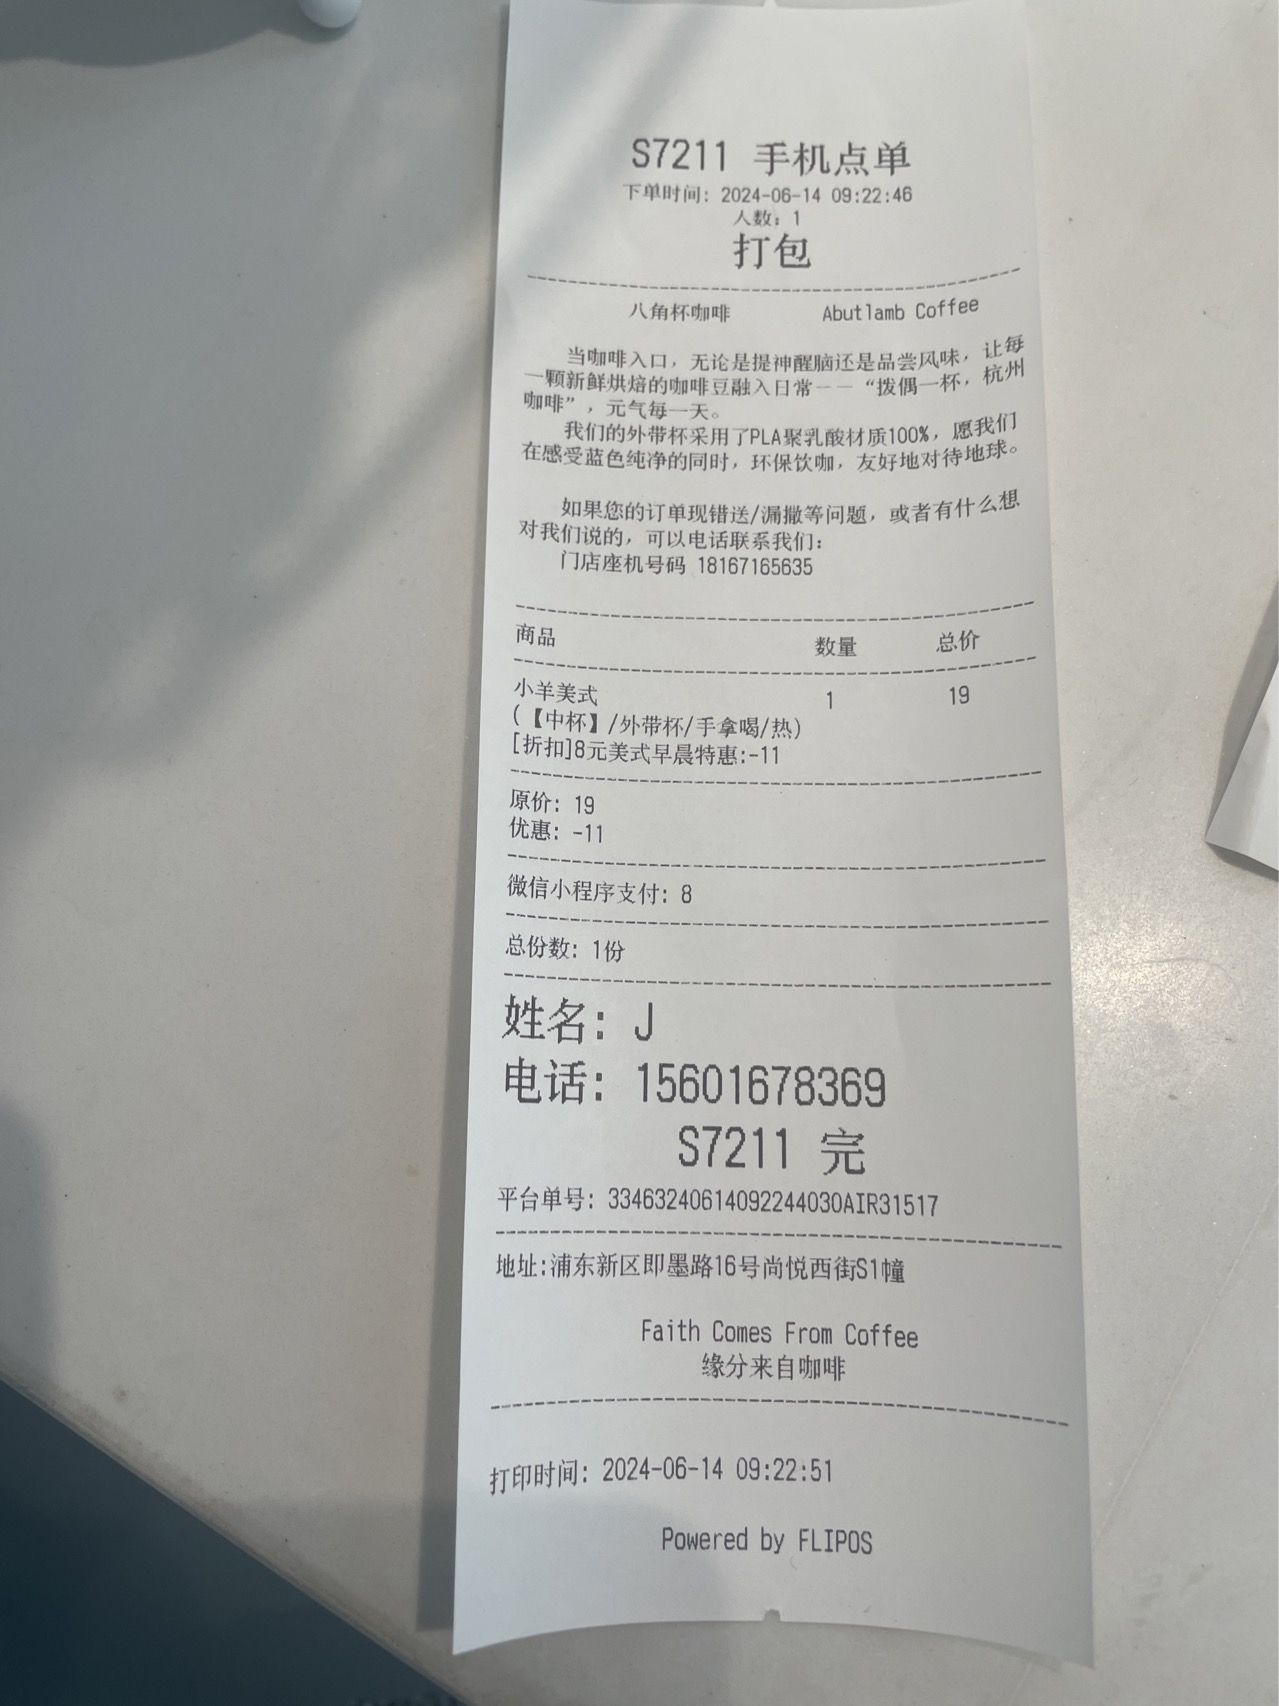 S7211 手机点单
下单时间: 2024-06-14 09:22:46
人数: 1
打包
八角杯咖啡 Abutlamb Coffee
当咖啡入口，无论是提神醒脑还是品尝风味，让每
一颗新鲜烘焙的咖啡豆融入日常——“拨偶一杯，杭州
咖啡”，元气每一天。
我们的外带杯采用了PLA聚乳酸材质100%，愿我们
在感受蓝色纯净的同时，环保饮咖，友好地对待地球。
如果您的订单现错送/漏撒等问题，或者有什么想
对我们说的，可以电话联系我们:
门店座机号码 18167165635
商品 数量 总价
小羊美式 1 19
(【中杯】/外带杯/手拿喝/热)
[折扣]8元美式早晨特惠:-11
原价: 19
优惠: -11
微信小程序支付: 8
总份数: 1份
姓名: J
电话: 15601678369
S7211 完
平台单号: 33463240614092244030AIR31517
地址:浦东新区即墨路16号尚悦西街S1幢
Faith Comes From Coffee
缘分来自咖啡
打印时间: 2024-06-14 09:22:51
Powered by FLIPOS